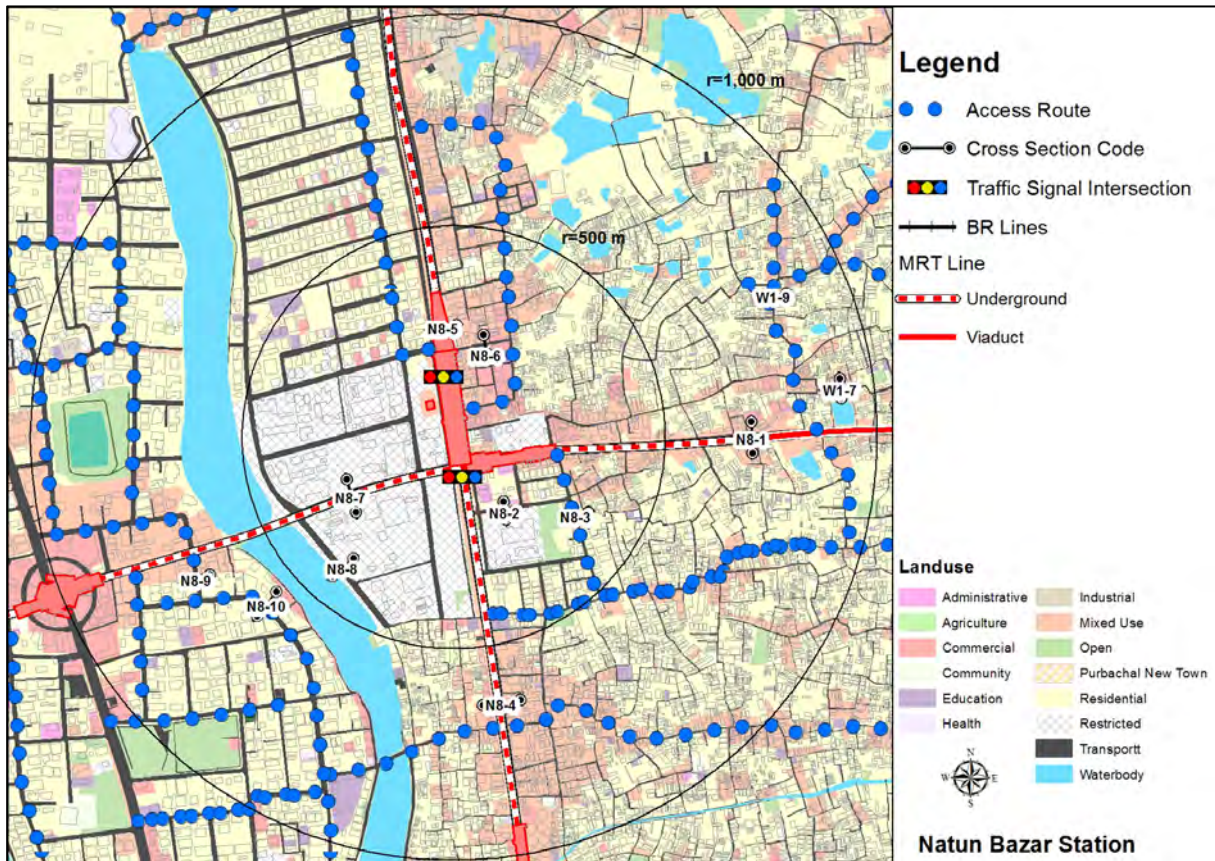 r=1,000 m
r=500 m
N8-5
N8-6
W1-9
W1-7
N8-1
N8-7
N8-2
N8-3
N8-8
N8-9
N8-10
N8-4
Legend
Access Route
Cross Section Code
Traffic Signal Intersection
BR Lines
MRT Line
Underground
Viaduct
Landuse
Administrative
Agriculture
Commercial
Community
Education
Health
Industrial
Mixed Use
Open
Purbachal New Town
Residential
Restricted
Transportt
Waterbody
N
W E
S
Natun Bazar Station